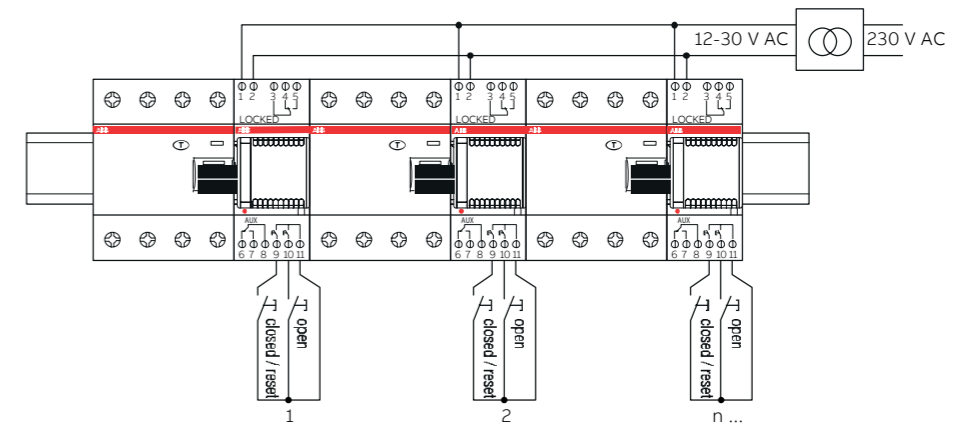 12-30 V AC 230 V AC
1 2 3 4 5 1 2 3 4 5 1 2 3 4 5
LOCKED LOCKED LOCKED
ABB ABB ABB ABB ABB ABB
T T T
AUX AUX AUX
6 7 8 9 10 11 6 7 8 9 10 11 6 7 8 9 10 11
closed / reset open closed / reset open closed / reset open
1 2 n ...